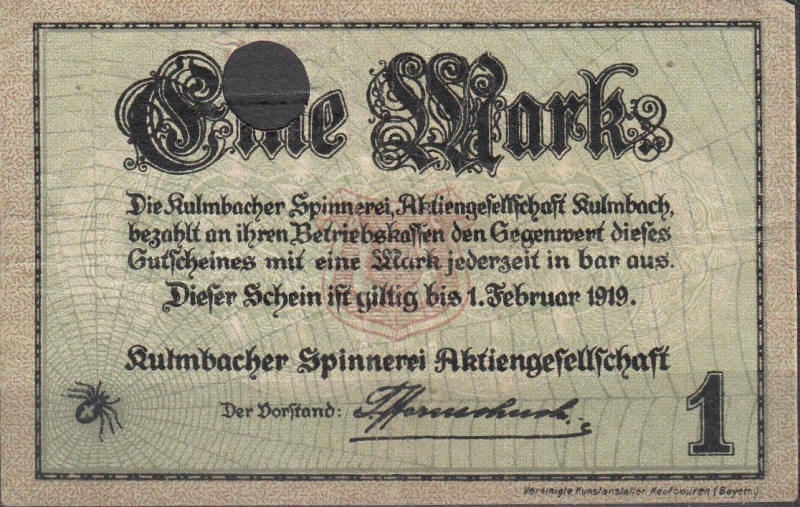 Eine Mark.
Die Kulmbacher Spinnerei, Aktiengesellschaft Kulmbach,
bezahlt an ihren Betriebskassen den Gegenwert dieses
Gutscheines mit eine Mark jederzeit in bar aus.
Dieser Schein ist giltig bis 1. Februar 1919.
Kulmbacher Spinnerei Aktiengesellschaft
Der Vorstand:
1
Vereinigte Kunstanstalten Kaufbeuren (Bayern)